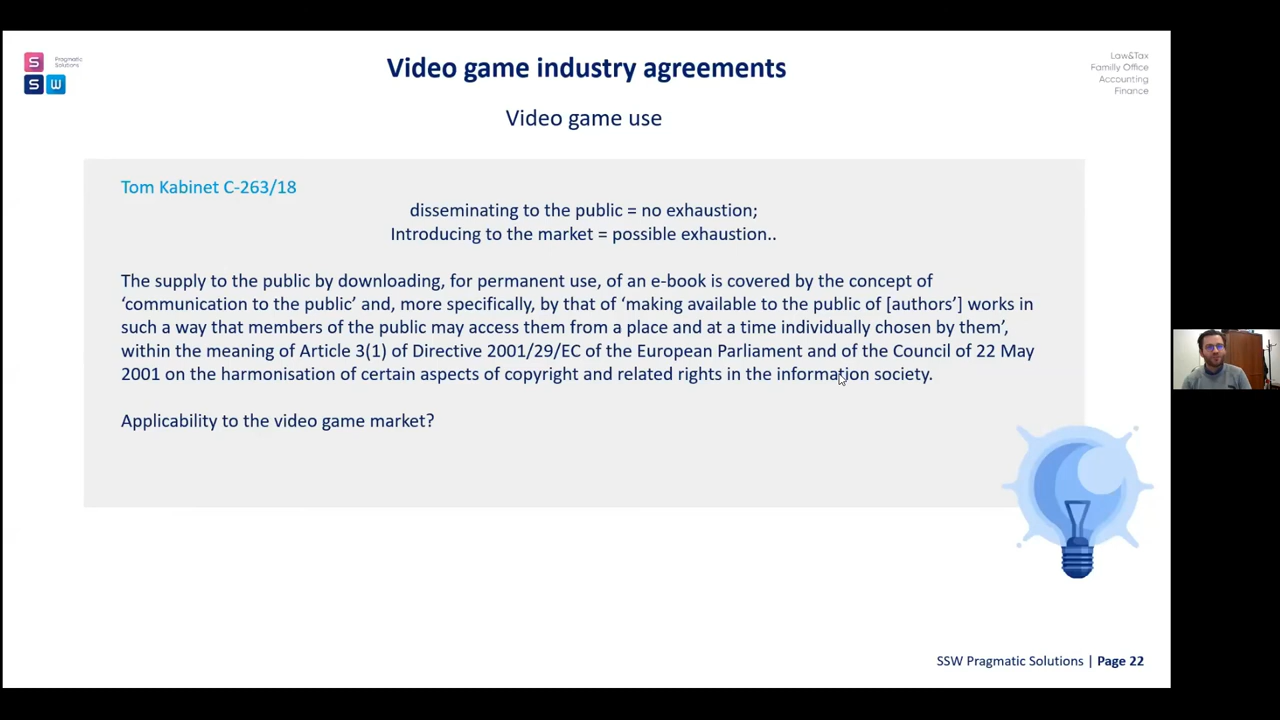 S
Pragmatic
Solutions
S W
Video game industry agreements
Law&Tax
Familly Office
Accounting
Finance
Video game use
Tom Kabinet C-263/18
disseminating to the public = no exhaustion;
Introducing to the market = possible exhaustion..
The supply to the public by downloading, for permanent use, of an e-book is covered by the concept of
‘communication to the public’ and, more specifically, by that of ‘making available to the public of [authors’] works in
such a way that members of the public may access them from a place and at a time individually chosen by them’,
within the meaning of Article 3(1) of Directive 2001/29/EC of the European Parliament and of the Council of 22 May
2001 on the harmonisation of certain aspects of copyright and related rights in the information society.
Applicability to the video game market?
SSW Pragmatic Solutions | Page 22